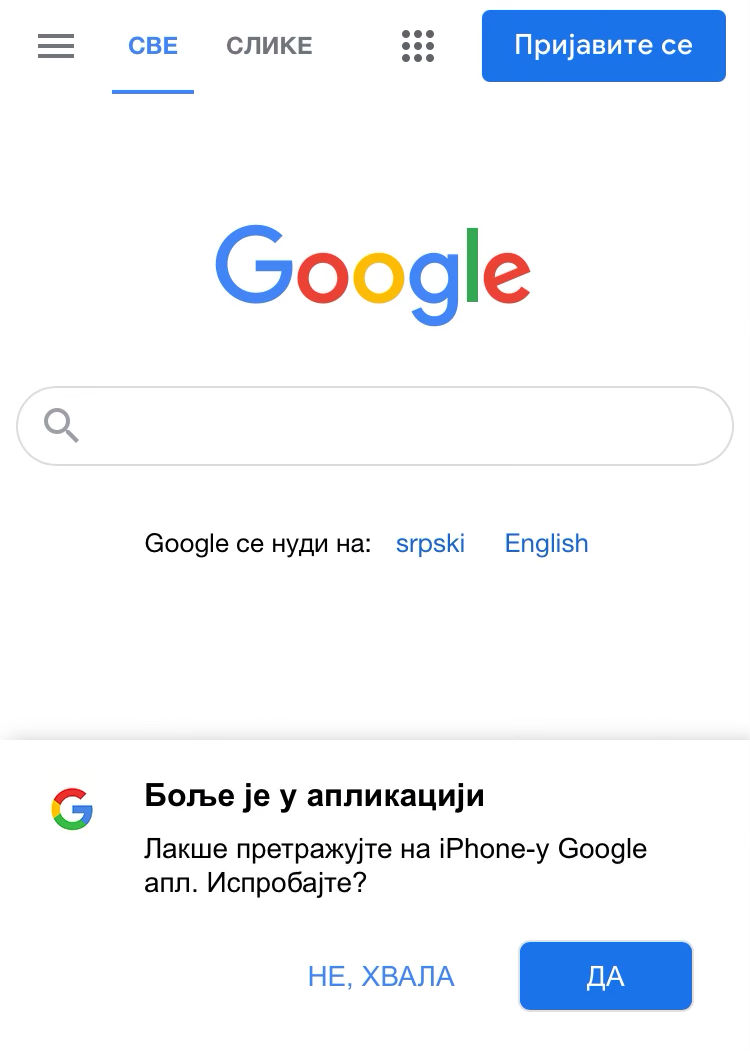 СВЕ СЛИКЕ Пријавите се
Google
Google се нуди на: srpski English
Боље је у апликацији
Лакше претражујте на iPhone-у Google
апл. Испробајте?
НЕ, ХВАЛА ДА